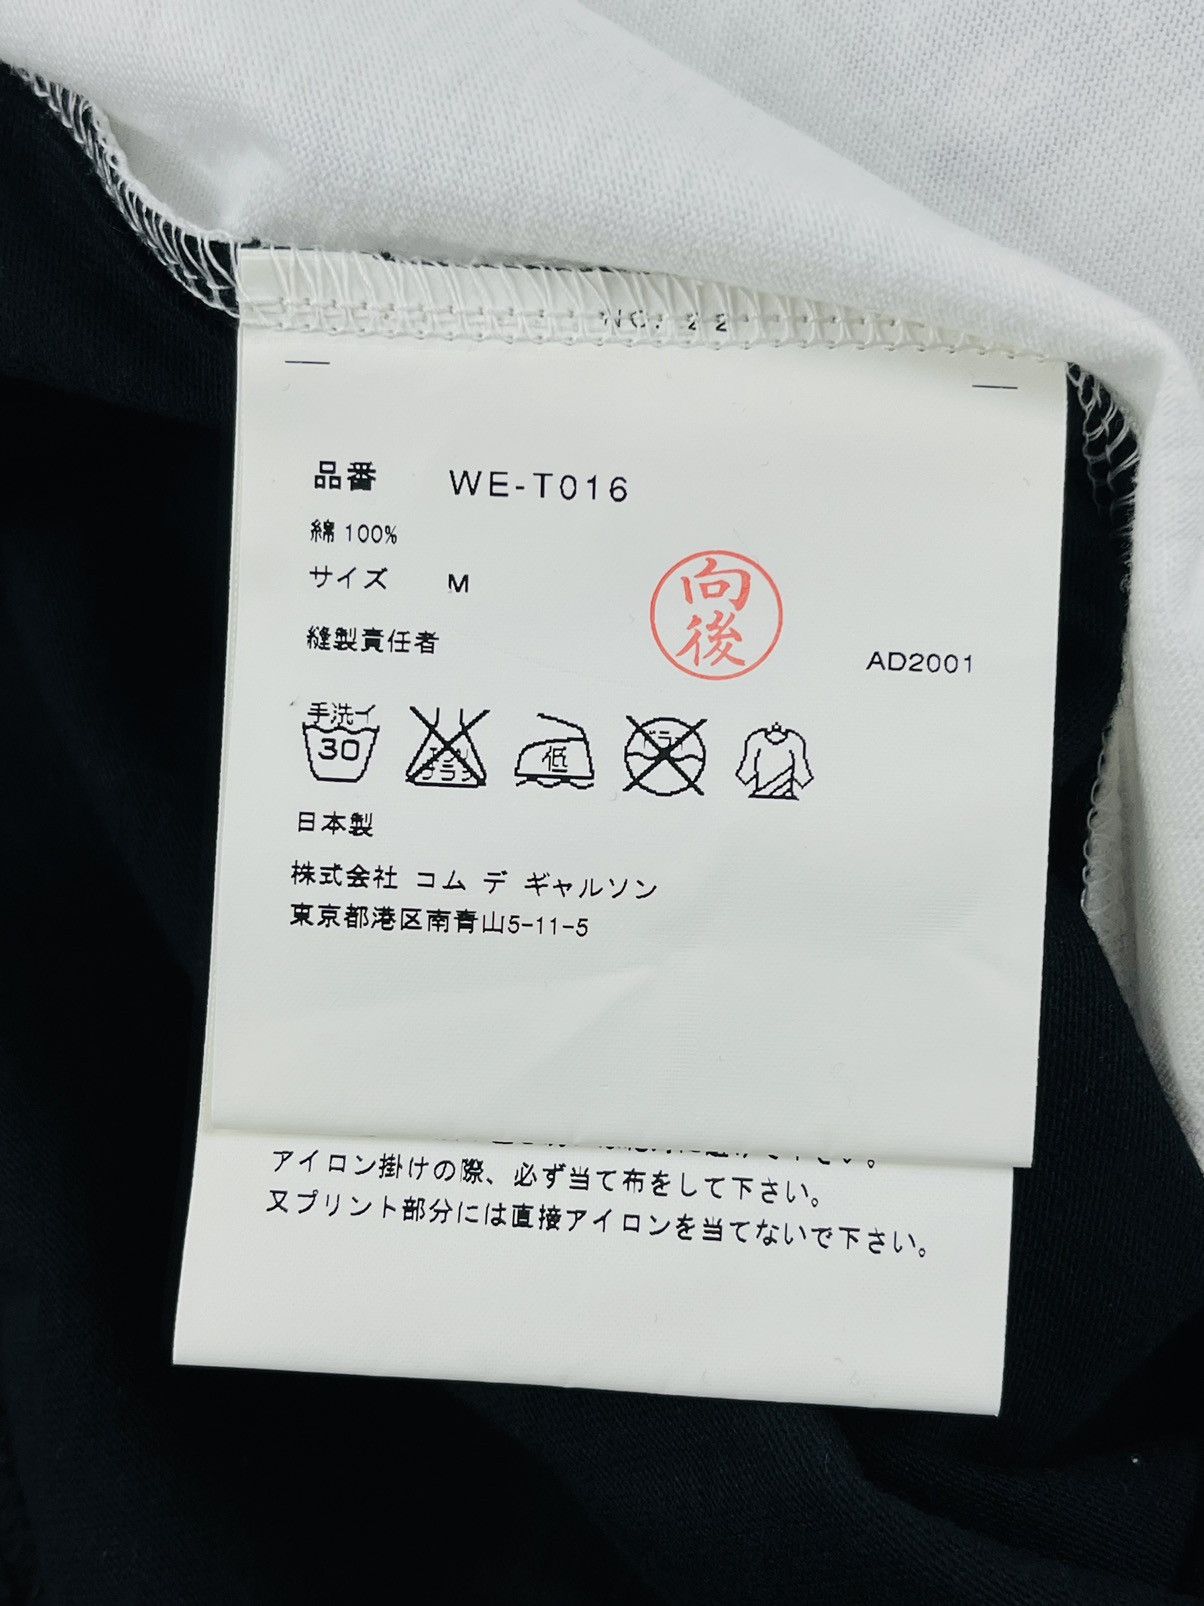 品番 WE-T016
綿 100%
サイズ M
縫製責任者 向後 AD2001
手洗イ
30
低
日本製
株式会社 コム デ ギャルソン
東京都港区南青山5-11-5
アイロン掛けの際、必ず当て布をして下さい。
又プリント部分には直接アイロンを当てないで下さい。